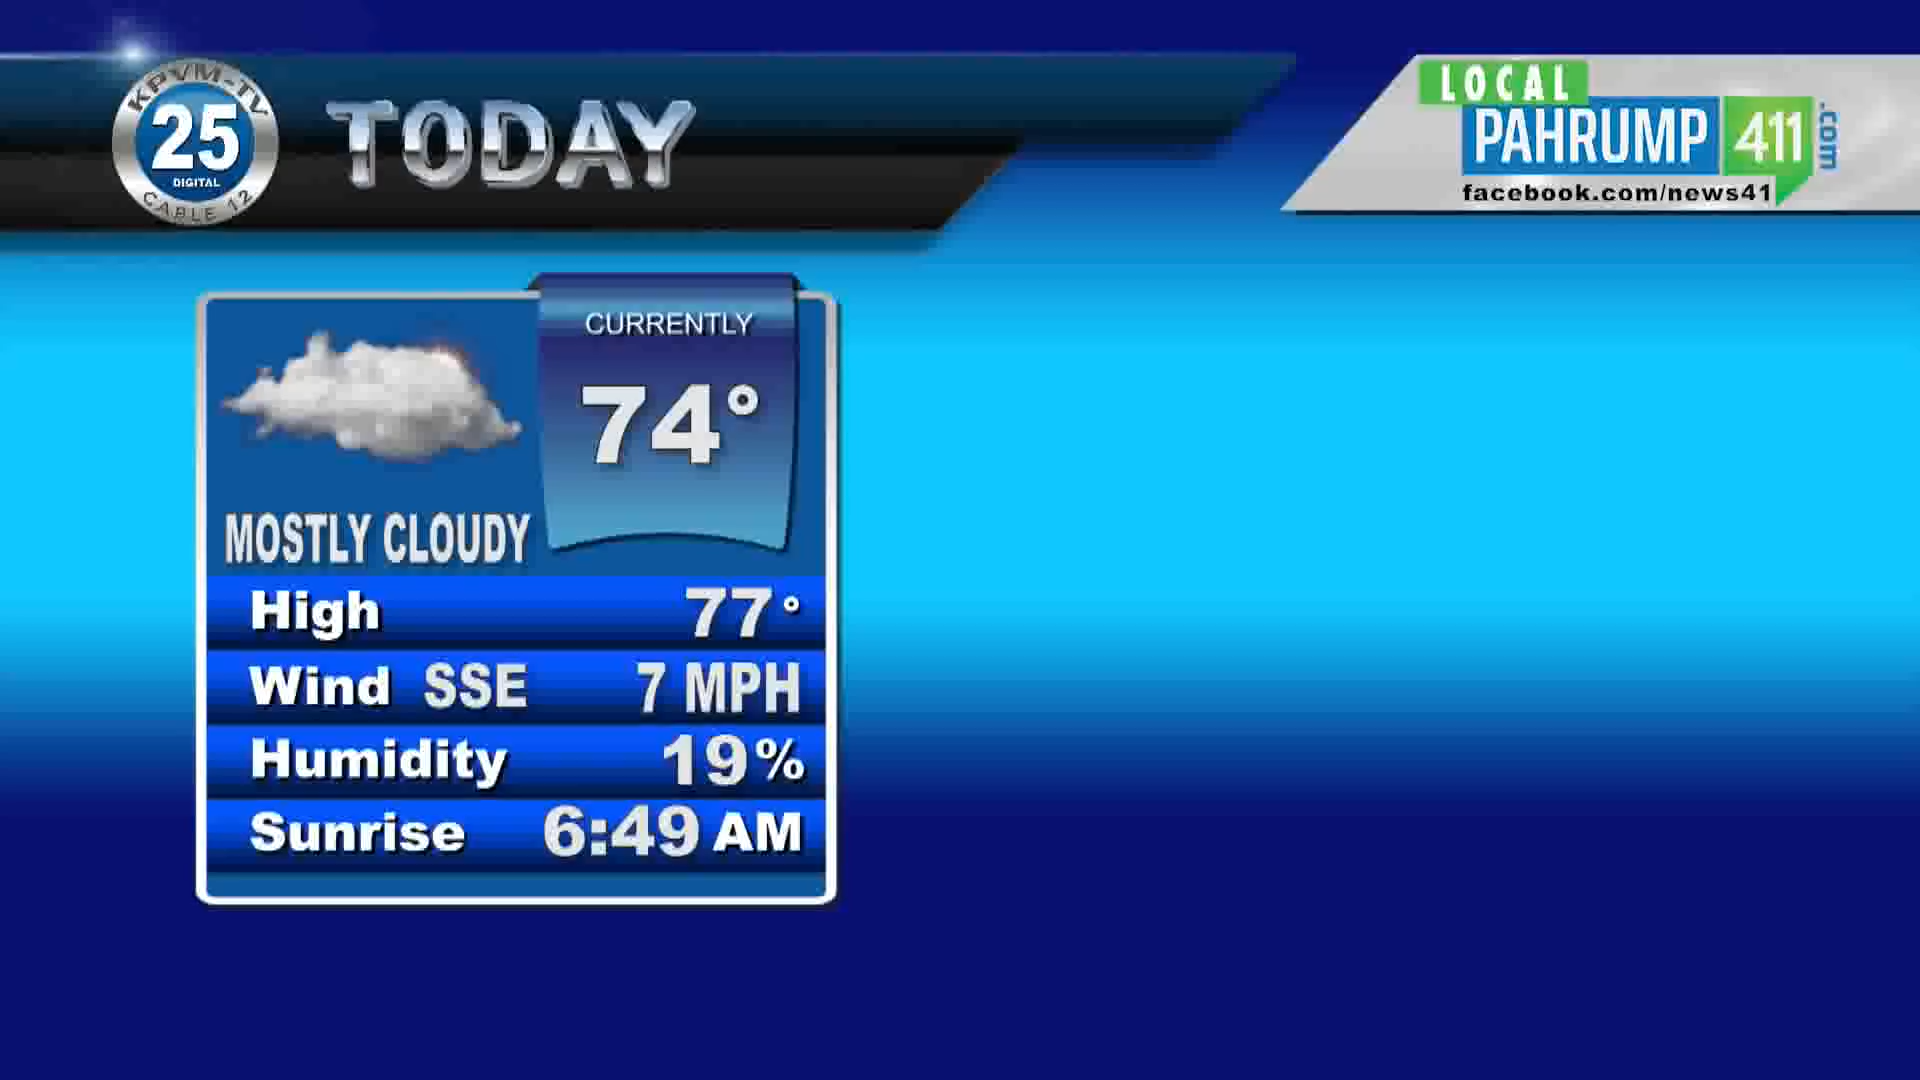 KPVM-TV
25
DIGITAL
CABLE 12
TODAY
LOCAL
PAHRUMP 411 .com
facebook.com/news41
CURRENTLY
74°
MOSTLY CLOUDY
High 77°
Wind SSE 7 MPH
Humidity 19%
Sunrise 6:49 AM